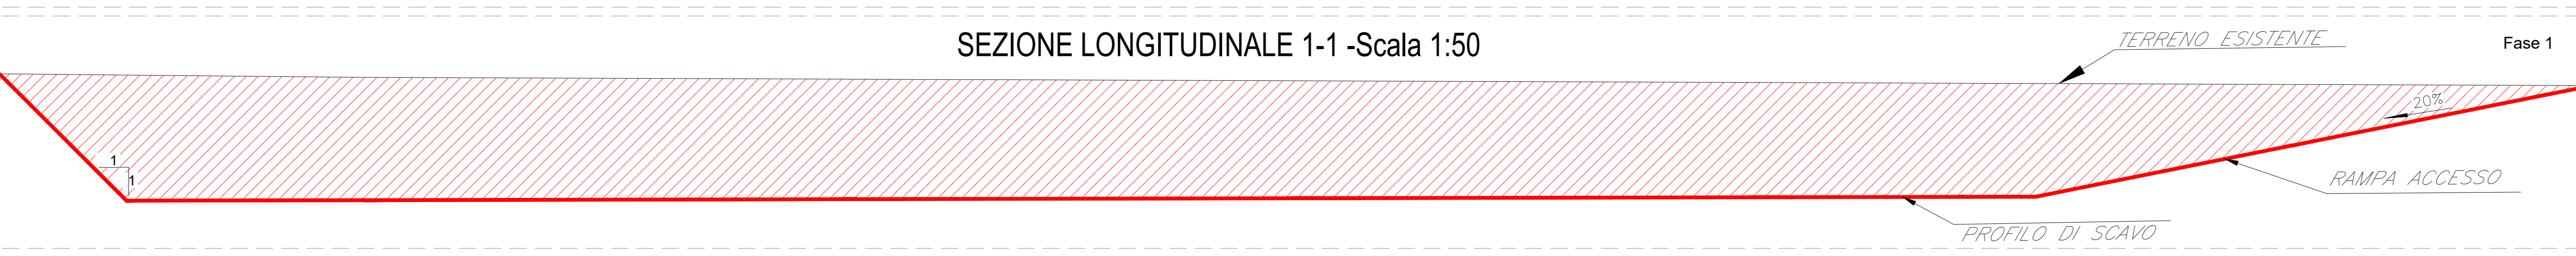 SEZIONE LONGITUDINALE 1-1 -Scala 1:50
TERRENO ESISTENTE
Fase 1
20%
1
1
RAMPA ACCESSO
PROFILO DI SCAVO